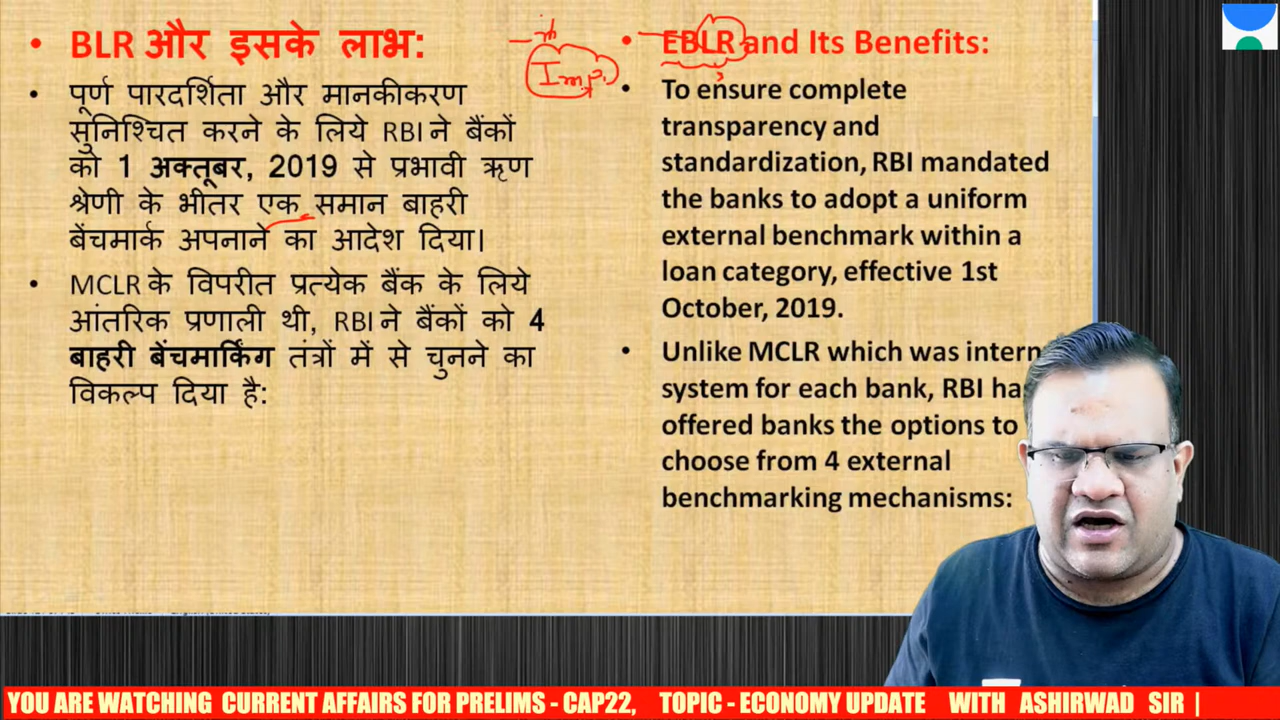 • BLR और इसके लाभ:
• पूर्ण पारदर्शिता और मानकीकरण
सुनिश्चित करने के लिये RBI ने बैंकों
को 1 अक्तूबर, 2019 से प्रभावी ऋण
श्रेणी के भीतर एक समान बाहरी
बेंचमार्क अपनाने का आदेश दिया।
• MCLR के विपरीत प्रत्येक बैंक के लिये
आंतरिक प्रणाली थी, RBI ने बैंकों को 4
बाहरी बेंचमार्किंग तंत्रों में से चुनने का
विकल्प दिया है:
Imp.
• EBLR and Its Benefits:
• To ensure complete
transparency and
standardization, RBI mandated
the banks to adopt a uniform
external benchmark within a
loan category, effective 1st
October, 2019.
• Unlike MCLR which was intern
system for each bank, RBI ha
offered banks the options to
choose from 4 external
benchmarking mechanisms:
YOU ARE WATCHING CURRENT AFFAIRS FOR PRELIMS - CAP22, TOPIC - ECONOMY UPDATE WITH ASHIRWAD SIR |